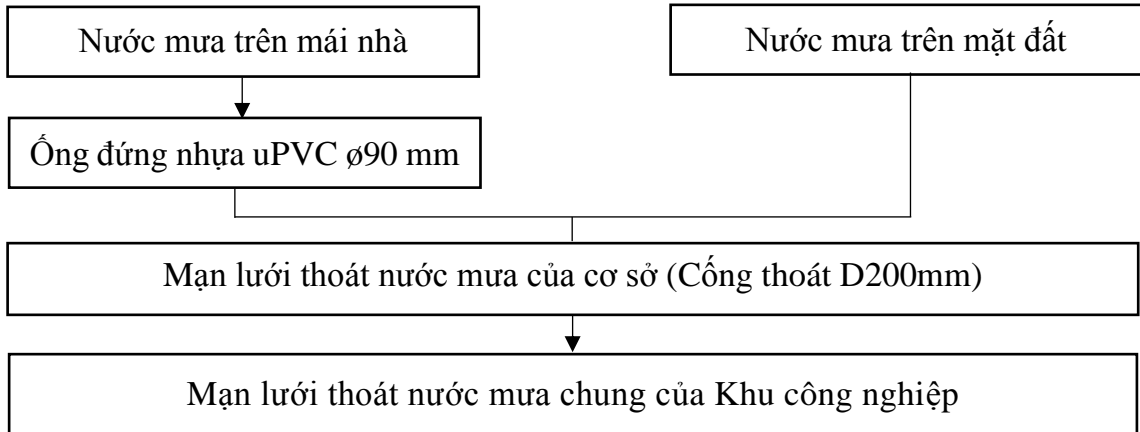 Nước mưa trên mái nhà
Nước mưa trên mặt đất
Ống đứng nhựa uPVC ø90 mm
Mạn lưới thoát nước mưa của cơ sở (Cống thoát D200mm)
Mạn lưới thoát nước mưa chung của Khu công nghiệp